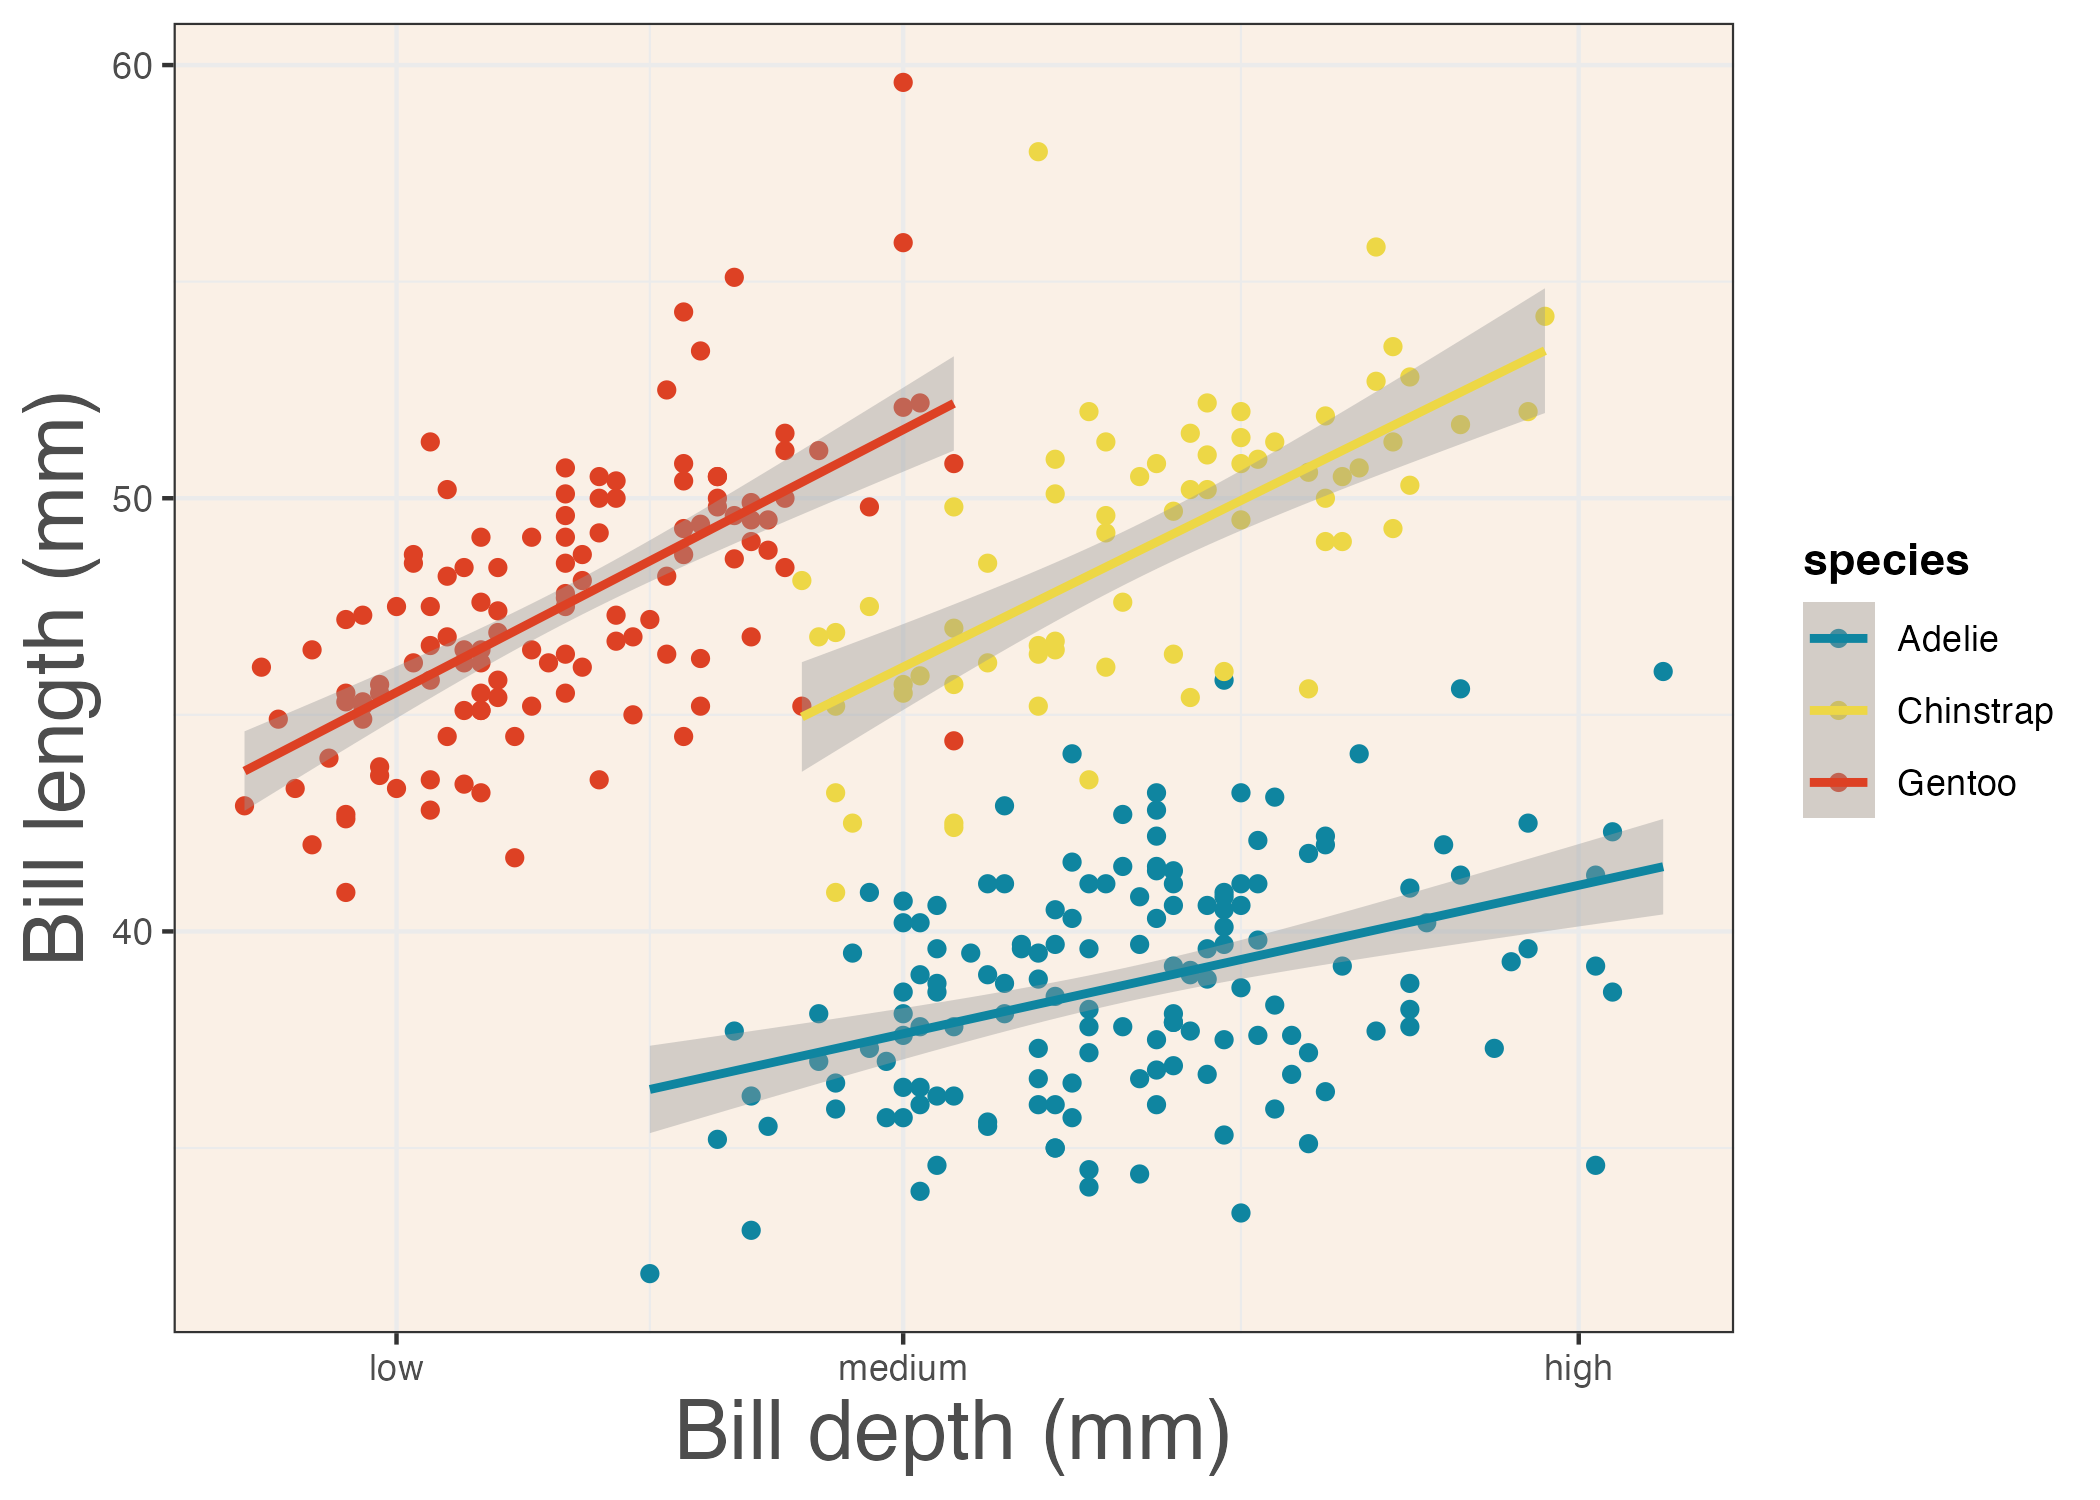 60
50
40
Bill length (mm)
low medium high
Bill depth (mm)
species
Adelie
Chinstrap
Gentoo